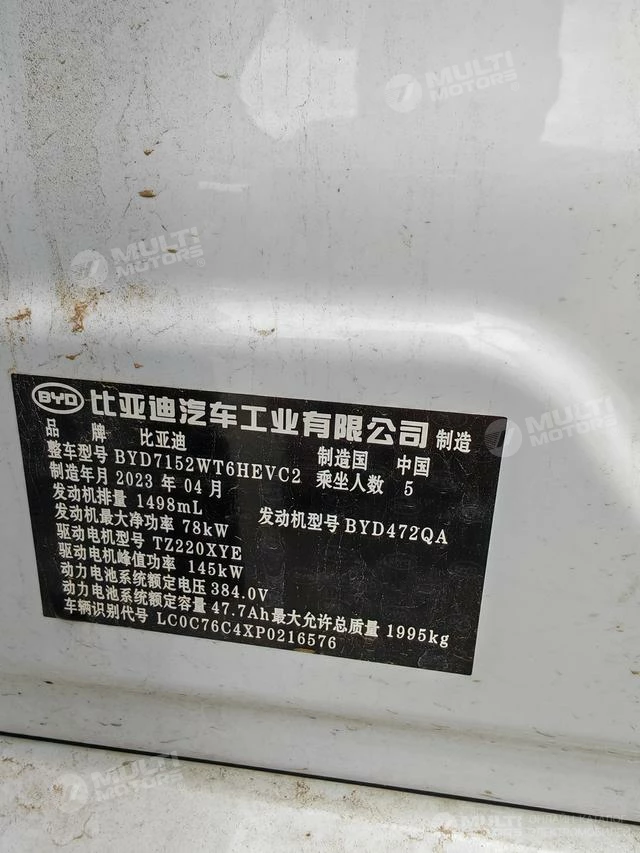 MULTI
MOTORS
MULTI
MOTORS
BYD 比亚迪汽车工业有限公司 制造
品 牌 比亚迪
整车型号 BYD7152WT6HEVC2 制造国 中国
制造年月 2023 年 04 月 乘坐人数 5
发动机排量 1498mL
发动机最大净功率 78kW 发动机型号 BYD472QA
驱动电机型号 TZ220XYE
驱动电机峰值功率 145kW
动力电池系统额定电压 384.0V
动力电池系统额定容量 47.7Ah 最大允许总质量 1995kg
车辆识别代号 LC0C76C4XP0216576
MULTI
MOTORS
MULTI
MOTORS